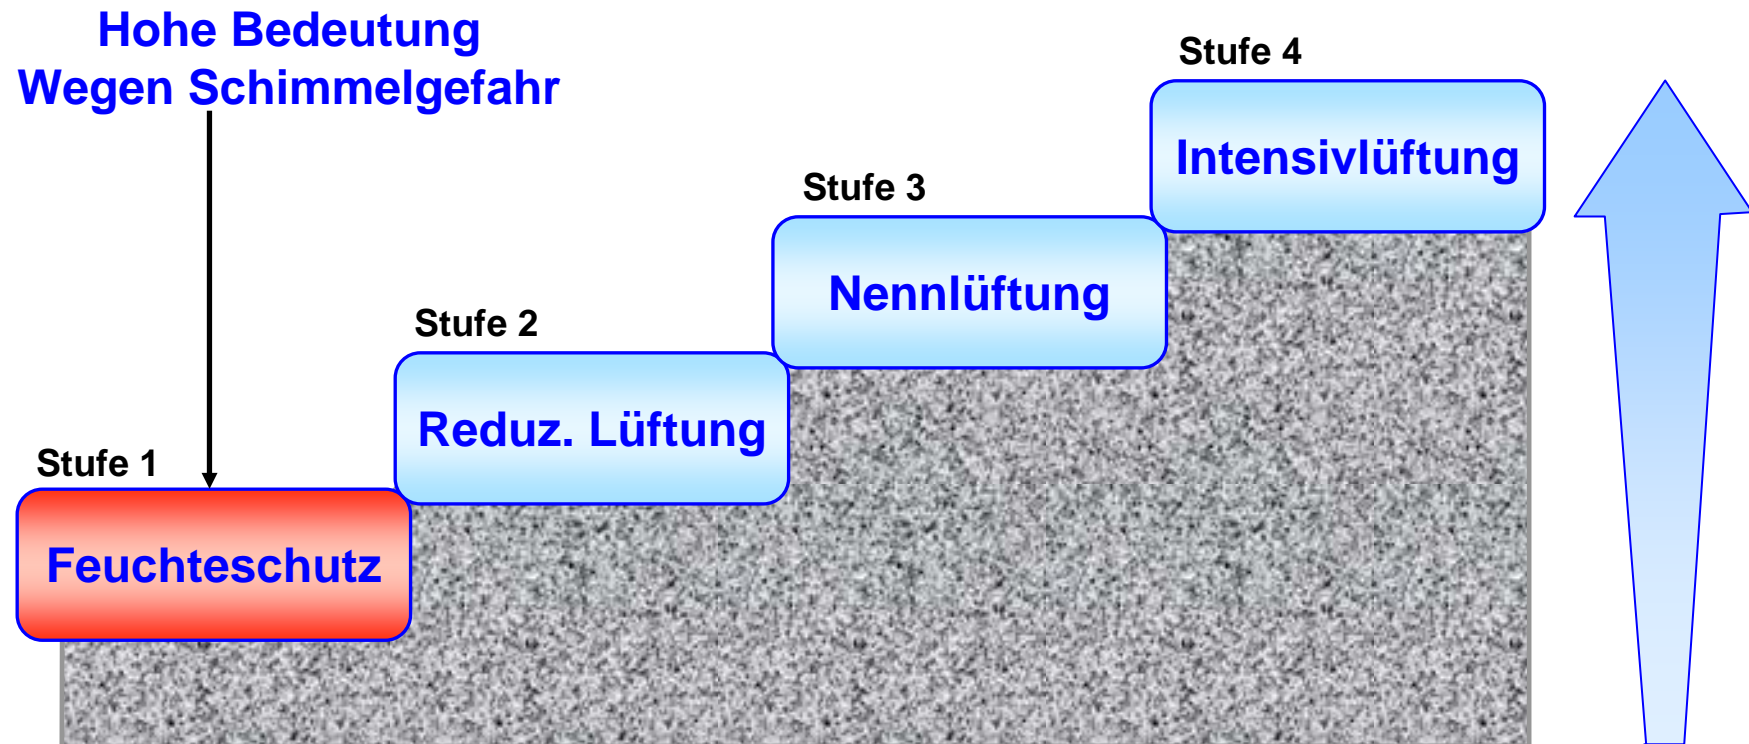 Hohe Bedeutung
Wegen Schimmelgefahr
Stufe 4
Intensivlüftung
Stufe 3
Nennlüftung
Stufe 2
Reduz. Lüftung
Stufe 1
Feuchteschutz